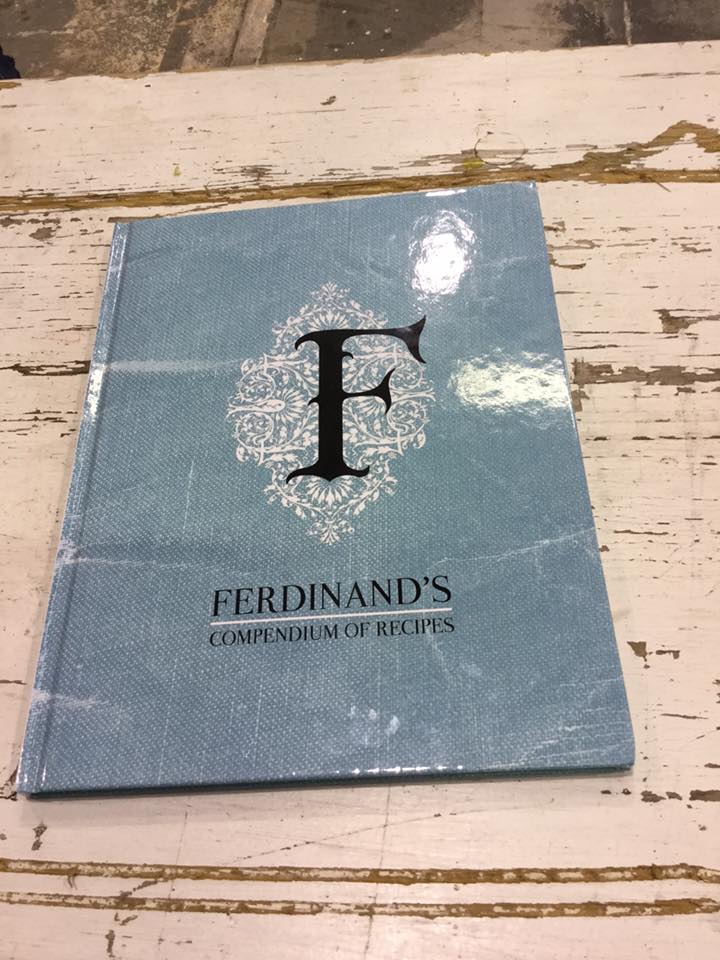 F
FERDINAND'S
COMPENDIUM OF RECIPES